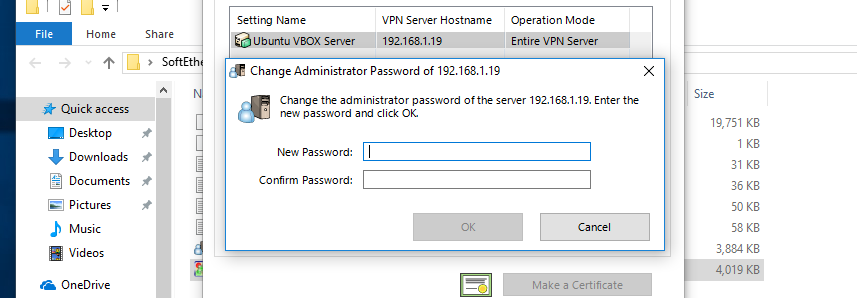 Setting Name VPN Server Hostname Operation Mode
Ubuntu VBOX Server 192.168.1.19 Entire VPN Server
File
SoftEthe
Change Administrator Password of 192.168.1.19
Change the administrator password of the server 192.168.1.19. Enter the
new password and click OK.
New Password:
Confirm Password:
OK Cancel
Make a Certificate
Quick access
Desktop
Downloads
Documents
Pictures
Music
Videos
OneDrive
Size
19,751 KB
1 KB
31 KB
36 KB
50 KB
58 KB
3,884 KB
4,019 KB